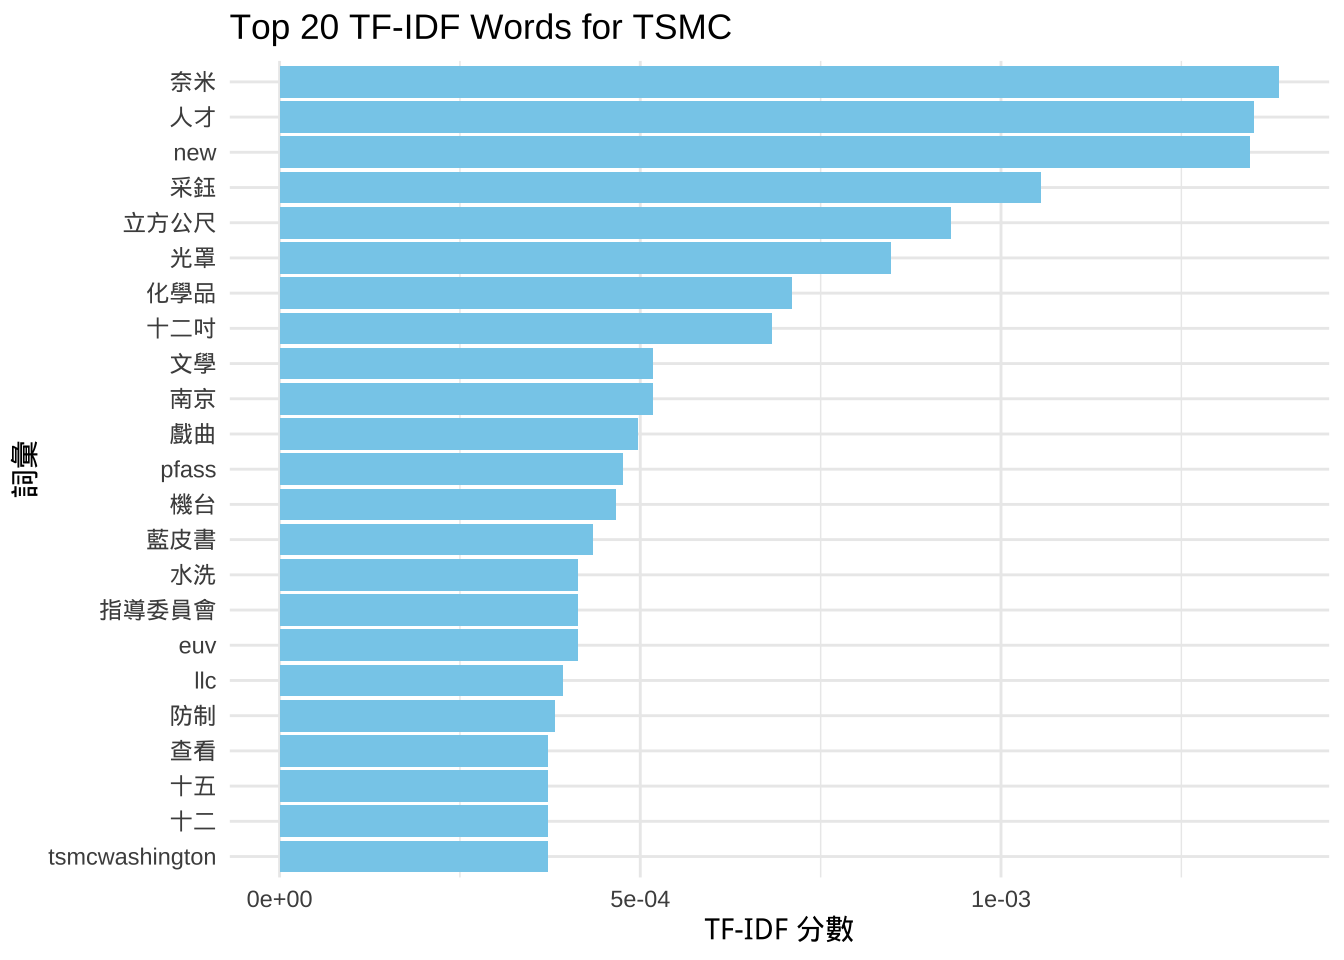 Top 20 TF-IDF Words for TSMC
奈米
人才
new
采鈺
立方公尺
光罩
化學品
十二吋
文學
南京
戲曲
pfass
機台
藍皮書
水洗
指導委員會
euv
llc
防制
查看
十五
十二
tsmcwashington
詞彙
0e+00 5e-04 1e-03
TF-IDF 分數